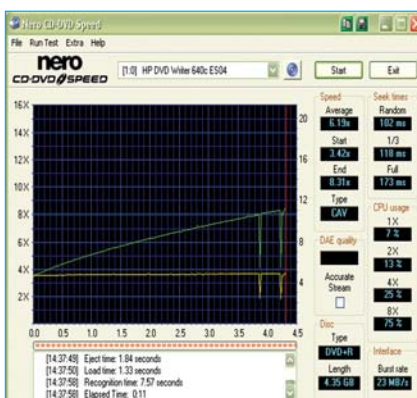 Nero CD-DVD Speed
File Run Test Extra Help
nero
CD-DVD SPEED
[1:0] HP DVD Writer 640c ES04
Start
Exit
16X
14X
12X
10X
8X
6X
4X
2X
20
16
12
8
4
0.0 0.5 1.0 1.5 2.0 2.5 3.0 3.5 4.0 4.5
Speed
Average
6.19x
Start
3.42x
End
8.31x
Type
CAV
DAE quality
Accurate
Stream
Disc
Type
DVD+R
Length
4.35 GB
Seek times
Random
102 ms
1/3
118 ms
Full
173 ms
CPU usage
1X
7 %
2X
13 %
4X
25 %
8X
75 %
Interface
Burst rate
23 MB/s
[14:37:49] Eject time: 1.84 seconds
[14:37:50] Load time: 1.33 seconds
[14:37:58] Recognition time: 7.57 seconds
[14:37:58] Elapsed Time: 0:11